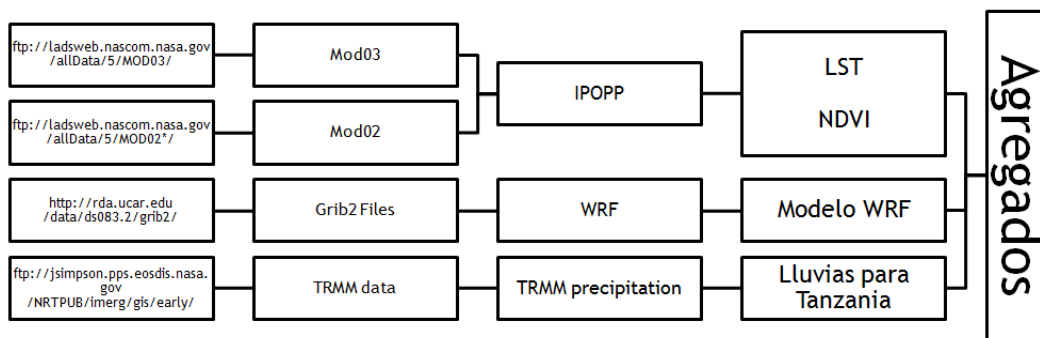 ftp://ladsweb.nascom.nasa.gov
/allData/5/MOD03/
Mod03
ftp://ladsweb.nascom.nasa.gov
/allData/5/MOD02*/
Mod02
IPOPP
LST
NDVI
http://rda.ucar.edu
/data/ds083.2/grib2/
Grib2 Files
WRF
Modelo WRF
ftp://jsimpson.pps.eosdis.nasa.
gov
/NRTPUB/imerg/gis/early/
TRMM data
TRMM precipitation
Lluvias para
Tanzania
Agregados